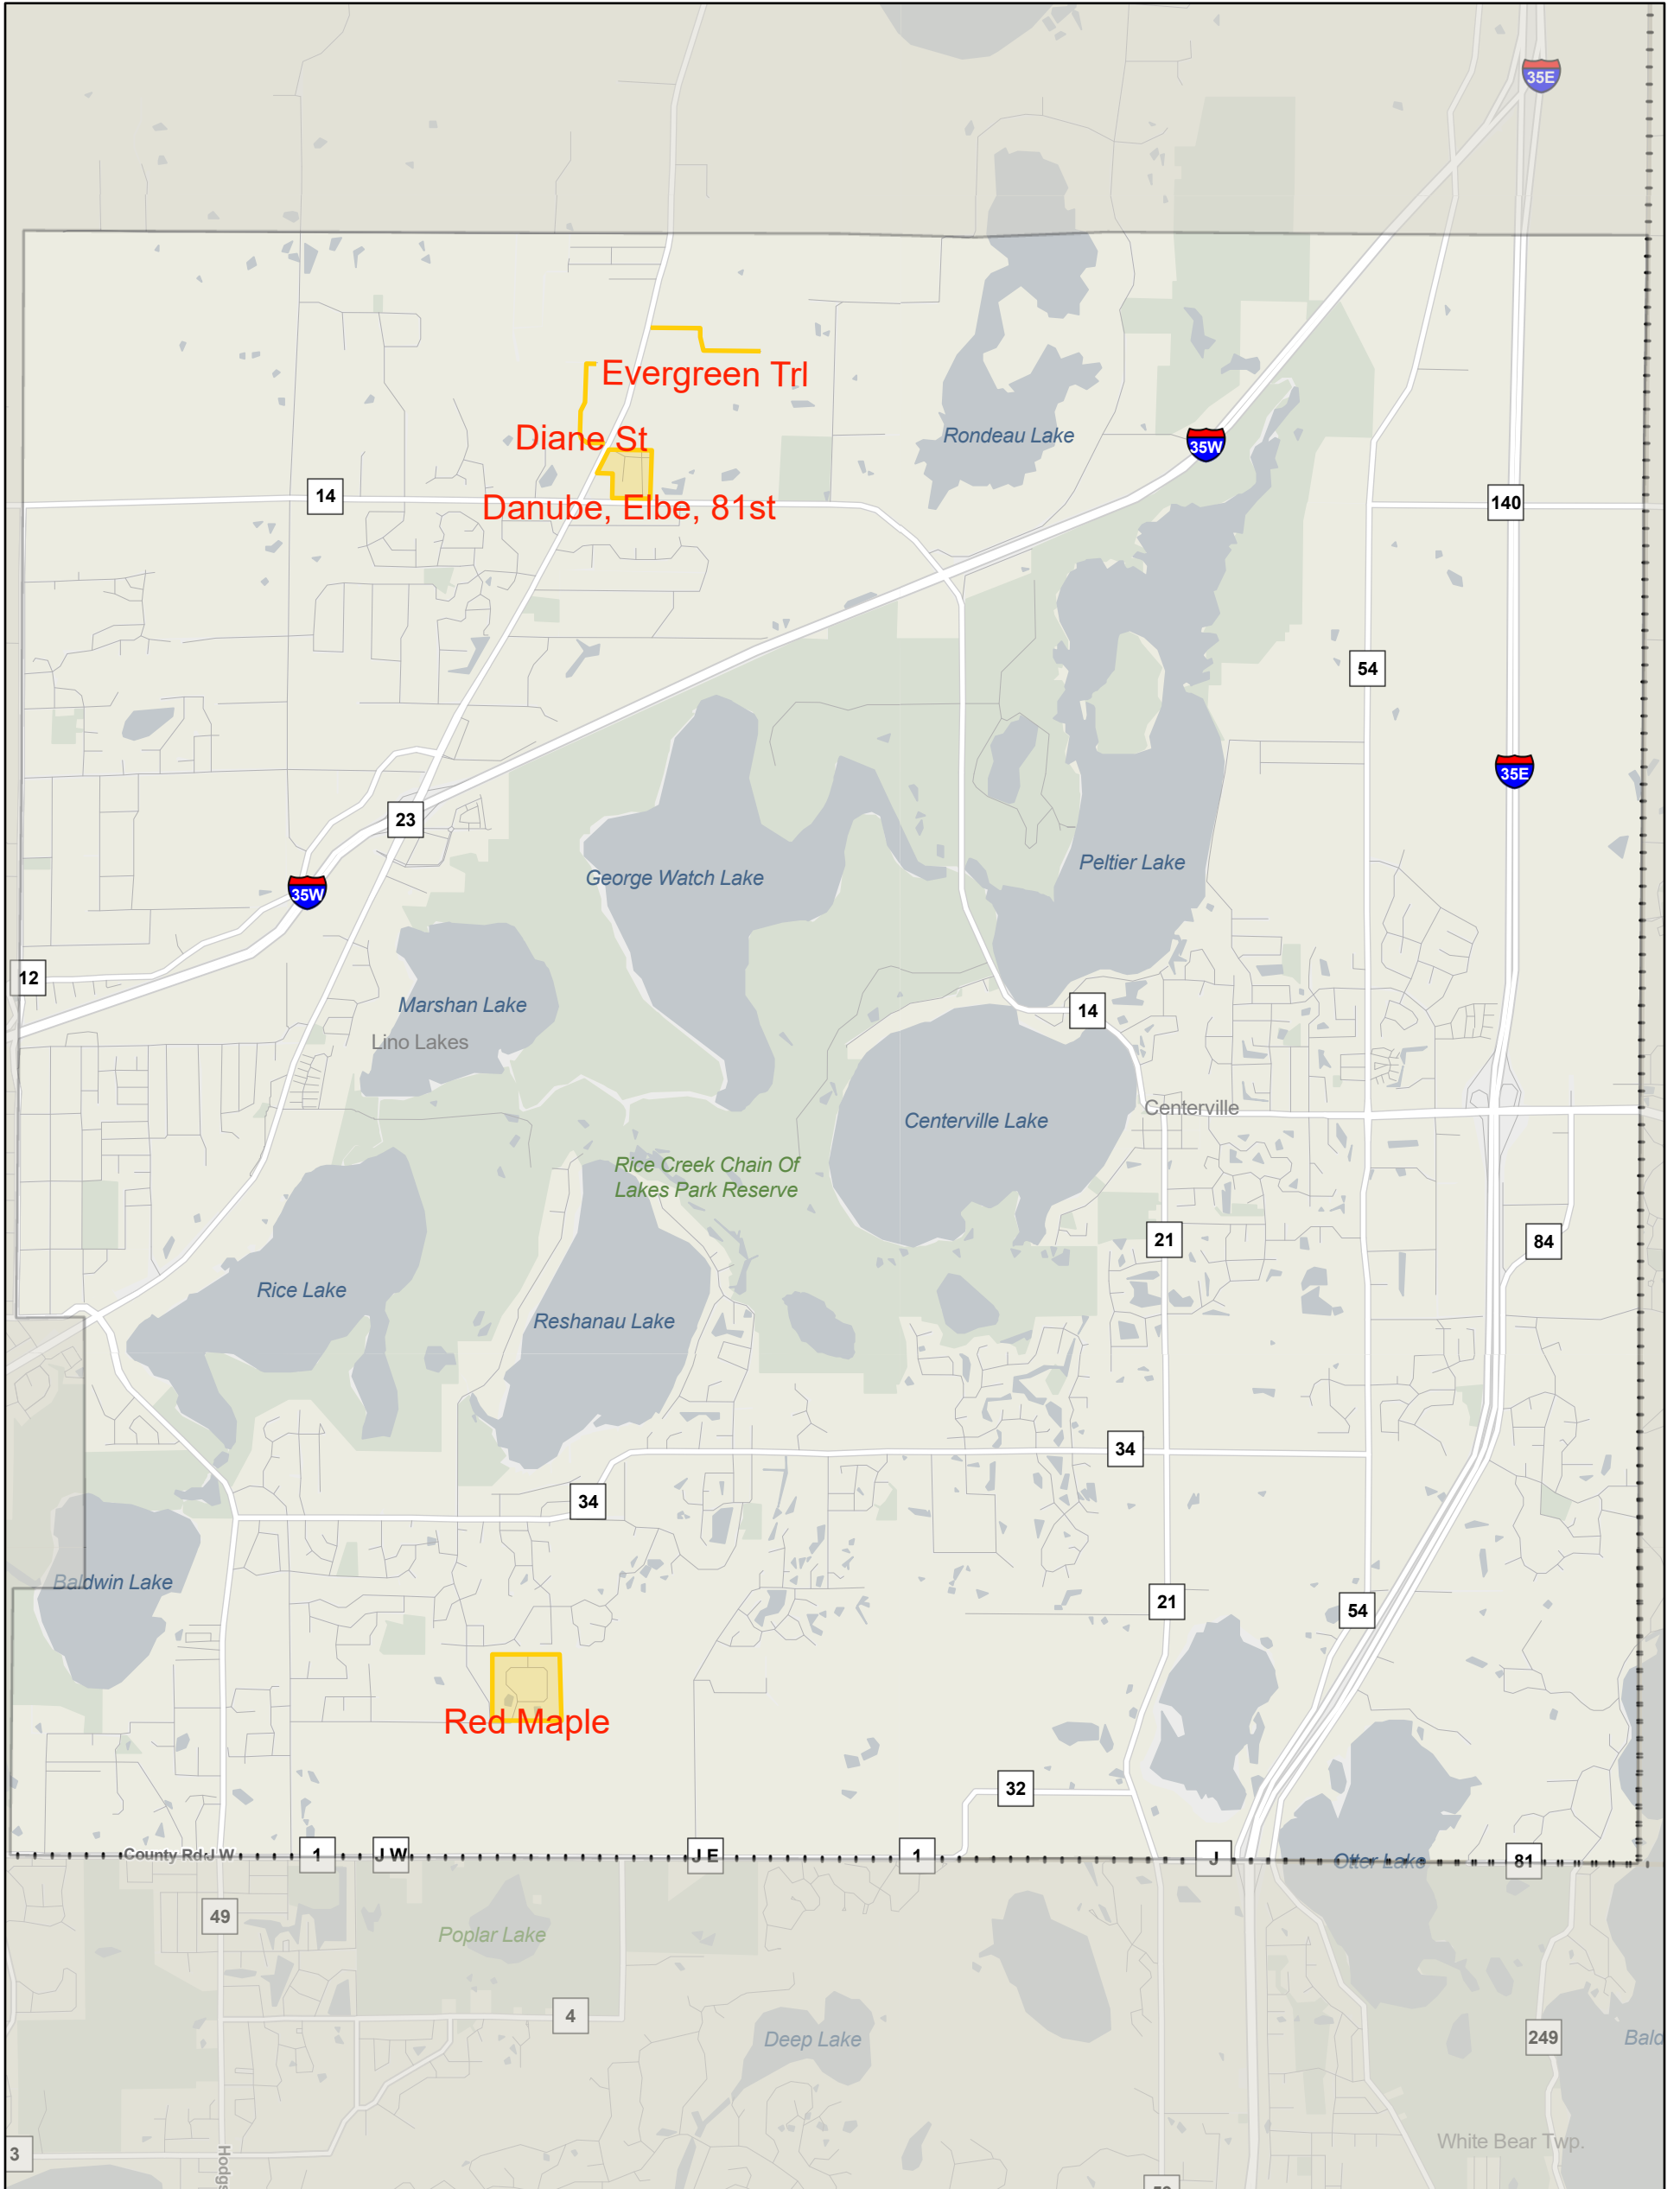 35E
Evergreen Trl
Diane St
Rondeau Lake
35W
14
Danube, Elbe, 81st
140
54
35E
23
George Watch Lake
Peltier Lake
35W
12
Marshan Lake
14
Lino Lakes
Centerville
Centerville Lake
Rice Creek Chain Of
Lakes Park Reserve
21
84
Rice Lake
Reshanau Lake
34
34
Baldwin Lake
21
54
Red Maple
32
County Rd J W
1
J W
J E
1
J
Otter Lake
81
49
Poplar Lake
4
Deep Lake
249
Bald
White Bear Twp.
3
Hodgs